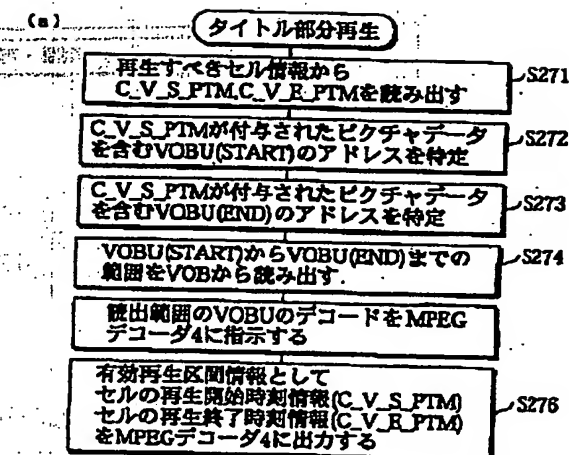 (a)
タイトル部分再生
再生すべきセル情報から
C_V_S_PTM,C_V_E_PTMを読み出す
S271
C_V_S_PTMが付与されたピクチャデータ
を含むVOBU(START)のアドレスを特定
S272
C_V_S_PTMが付与されたピクチャデータ
を含むVOBU(END)のアドレスを特定
S273
VOBU(START)からVOBU(END)までの
範囲をVOBから読み出す.
S274
読出範囲のVOBUのデコードをMPEG
デコーダ4に指示する
有効再生区間情報として
セルの再生開始時刻情報(C_V_S_PTM)
セルの再生終了時刻情報(C_V_E_PTM)
をMPEGデコーダ4に出力する
S276